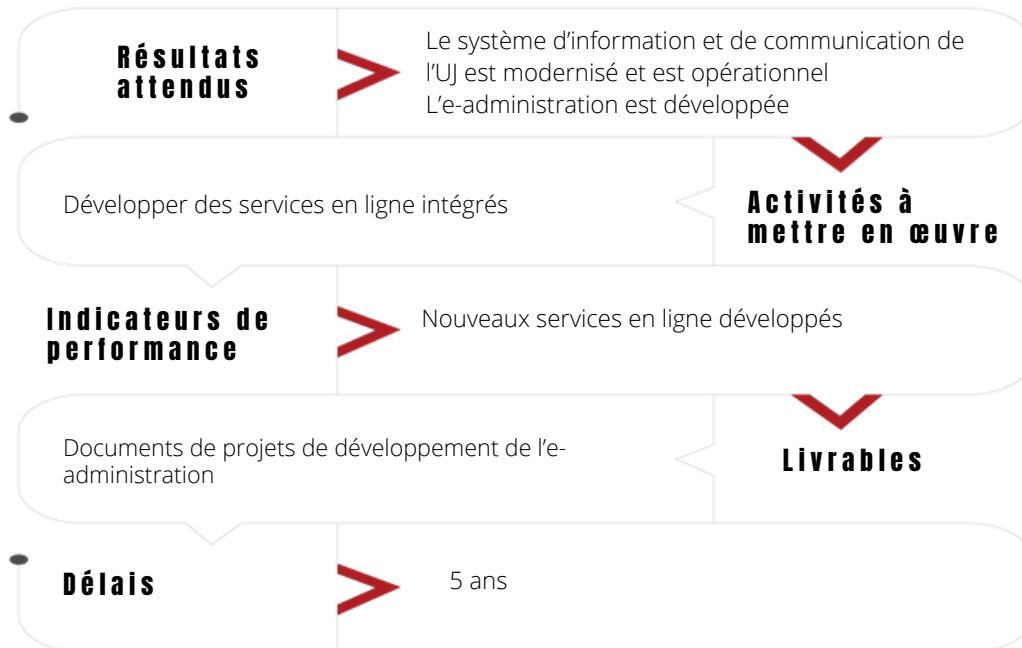 Résultats
attendus
Le système d'information et de communication de
l'UJ est modernisé et est opérationnel
L'e-administration est développée
Développer des services en ligne intégrés
Activités à
mettre en œuvre
Indicateurs de
performance
Nouveaux services en ligne développés
Documents de projets de développement de l'e-
administration
Livrables
Délais
5 ans